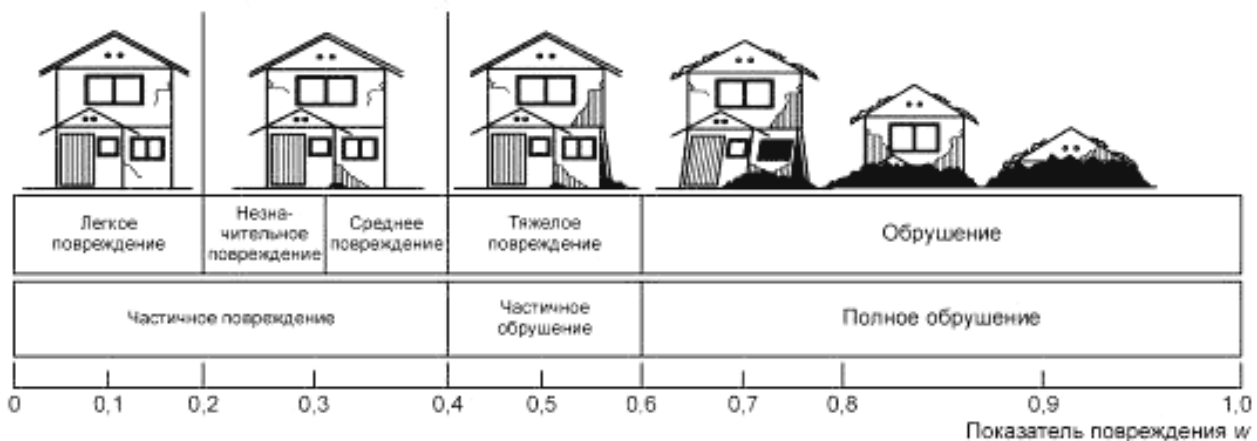 Легкое
повреждение
Незна-
чительное
повреждение
Среднее
повреждение
Тяжелое
повреждение
Обрушение
Частичное повреждение
Частичное
обрушение
Полное обрушение
0 0,1 0,2 0,3 0,4 0,5 0.6 0,7 0,8 0,9 1,0
Показатель повреждения w